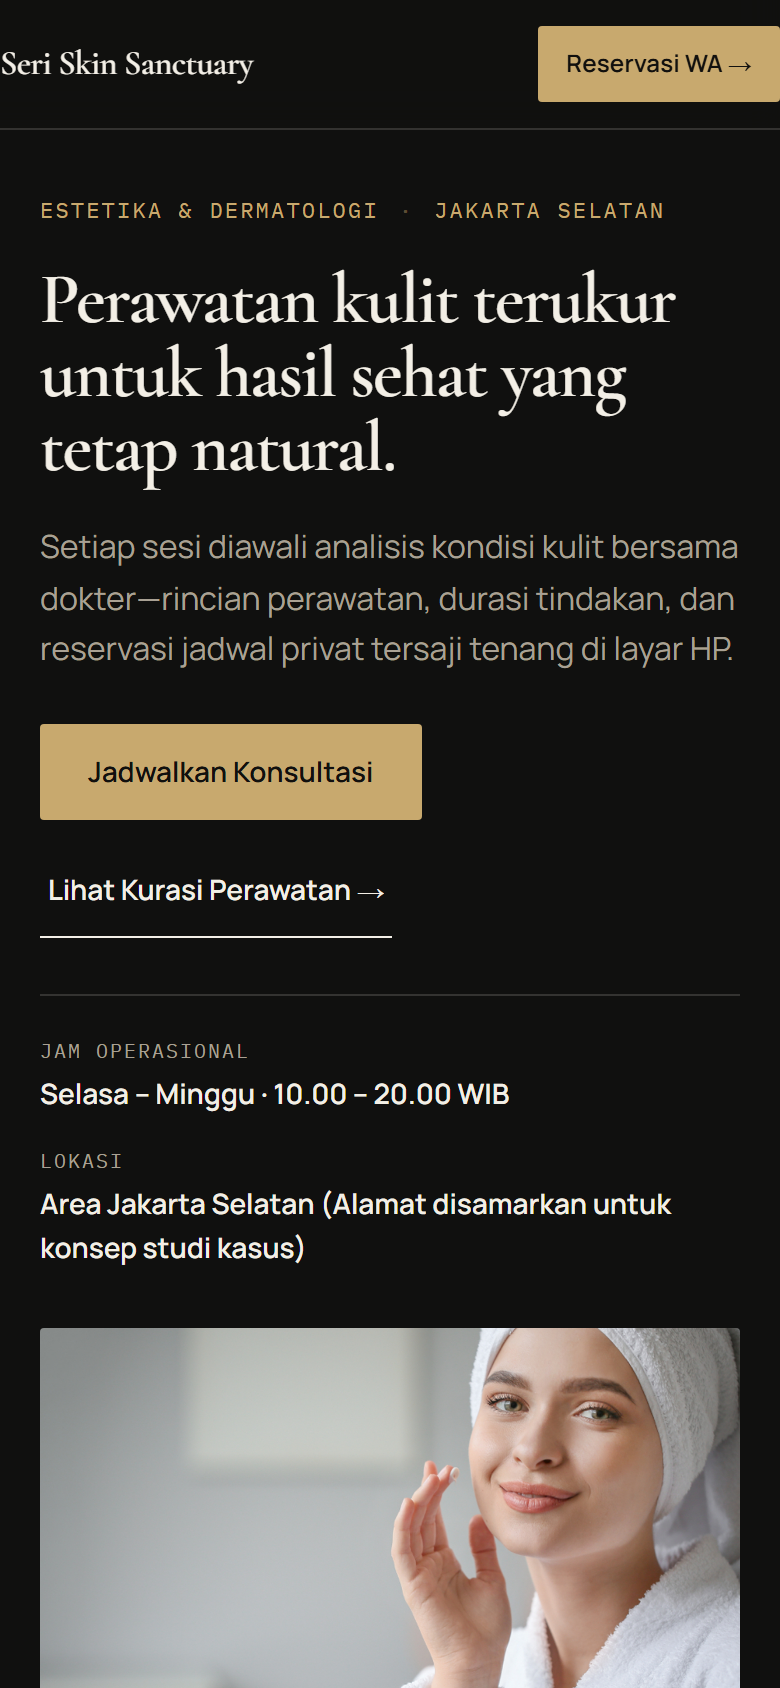 Seri Skin Sanctuary
Reservasi WA →
ESTETIKA & DERMATOLOGI · JAKARTA SELATAN
Perawatan kulit terukur
untuk hasil sehat yang
tetap natural.
Setiap sesi diawali analisis kondisi kulit bersama
dokter—rincian perawatan, durasi tindakan, dan
reservasi jadwal privat tersaji tenang di layar HP.
Jadwalkan Konsultasi
Lihat Kurasi Perawatan →
JAM OPERASIONAL
Selasa – Minggu · 10.00 – 20.00 WIB
LOKASI
Area Jakarta Selatan (Alamat disamarkan untuk
konsep studi kasus)